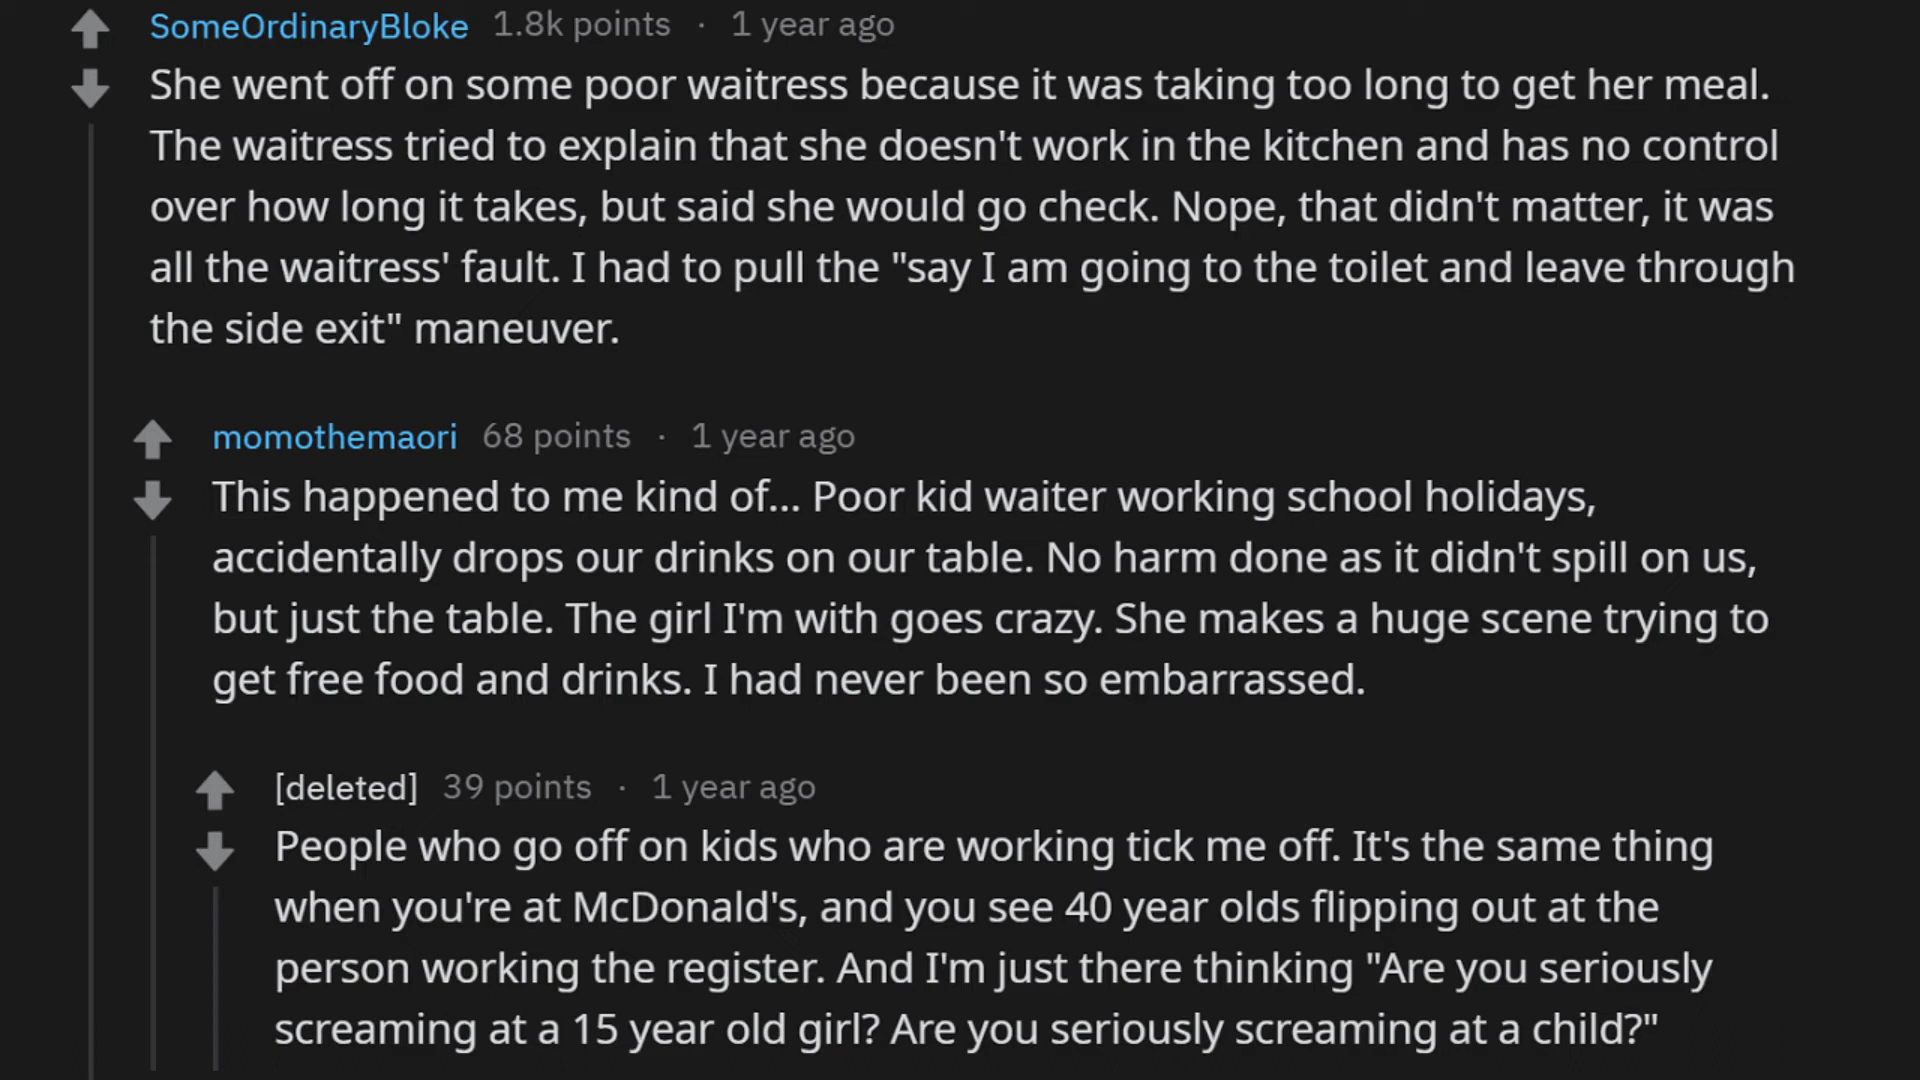 SomeOrdinaryBloke 1.8k points · 1 year ago
She went off on some poor waitress because it was taking too long to get her meal.
The waitress tried to explain that she doesn't work in the kitchen and has no control
over how long it takes, but said she would go check. Nope, that didn't matter, it was
all the waitress' fault. I had to pull the "say I am going to the toilet and leave through
the side exit" maneuver.
momothemaori 68 points · 1 year ago
This happened to me kind of... Poor kid waiter working school holidays,
accidentally drops our drinks on our table. No harm done as it didn't spill on us,
but just the table. The girl I'm with goes crazy. She makes a huge scene trying to
get free food and drinks. I had never been so embarrassed.
[deleted] 39 points · 1 year ago
People who go off on kids who are working tick me off. It's the same thing
when you're at McDonald's, and you see 40 year olds flipping out at the
person working the register. And I'm just there thinking "Are you seriously
screaming at a 15 year old girl? Are you seriously screaming at a child?"